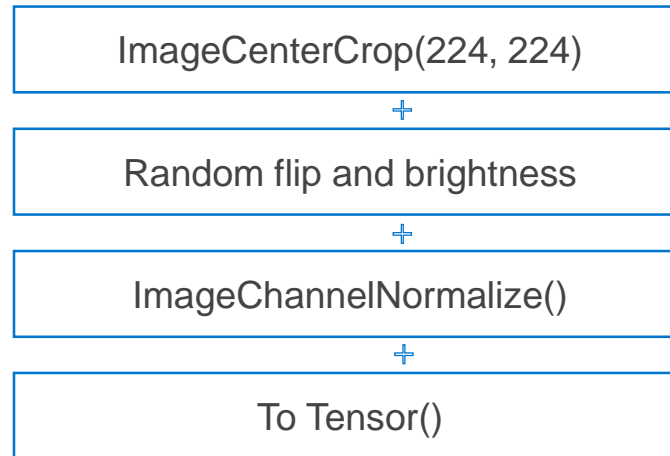 ImageCenterCrop(224, 224)
+
Random flip and brightness
+
ImageChannelNormalize()
+
To Tensor()